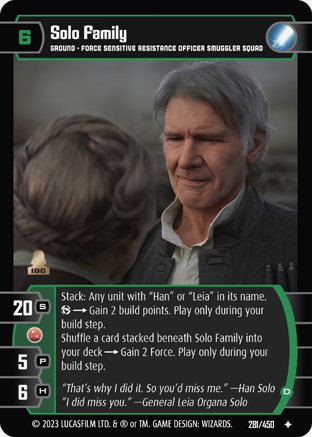 6
Solo Family
GROUND • FORCE SENSITIVE RESISTANCE OFFICER SMUGGLER SQUAD
IDC
20 S
5 P
6 H
Stack: Any unit with “Han” or “Leia” in its name.
→ Gain 2 build points. Play only during your
build step.
Shuffle a card stacked beneath Solo Family into
your deck → Gain 2 Force. Play only during your
build step.
“That’s why I did it. So you’d miss me.” —Han Solo
“I did miss you.” —General Leia Organa Solo
D
© 2023 LUCASFILM LTD. & ® or TM. GAME DESIGN: WIZARDS.
281/450